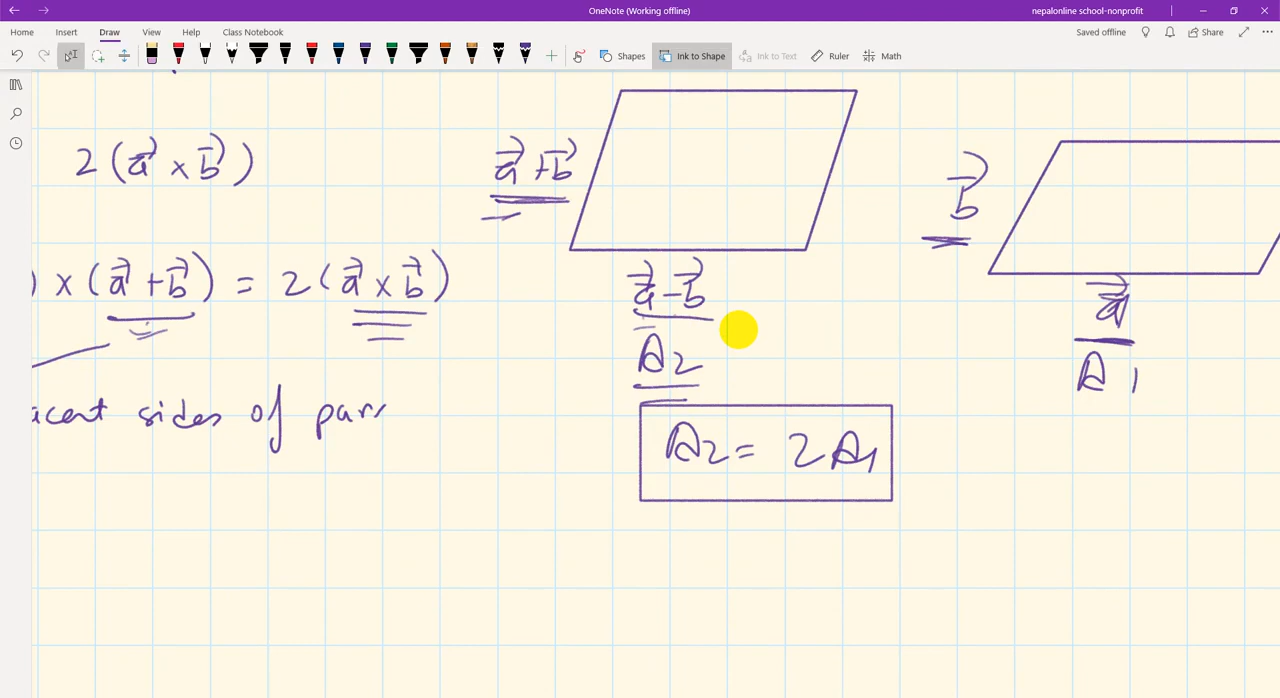 OneNote (Working offline)
nepalonline school-nonprofit
Home Insert Draw View Help Class Notebook
Saved offline
Share
Shapes
Ink to Shape
Ink to Text
Ruler
Math
2 (a⃗ × b⃗)
) × (a⃗ + b⃗) = 2 (a⃗ × b⃗)
acent sides of parr
a⃗ + b⃗
a⃗ − b⃗
A2
A2 = 2A1
b⃗
a⃗
A1